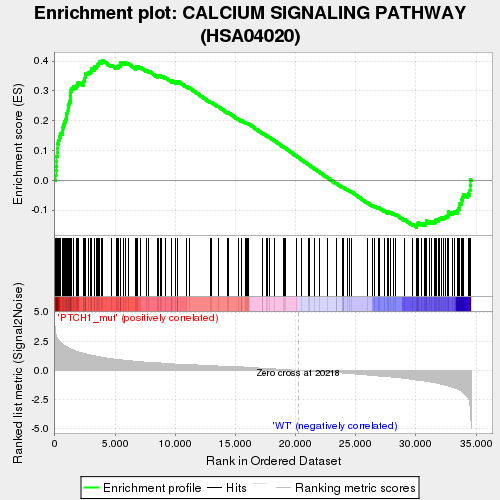 Enrichment plot: CALCIUM SIGNALING PATHWAY
(HSA04020)
Enrichment score (ES)
0.4
0.3
0.2
0.1
0.0
-0.1
Ranked list metric (Signal2Noise)
5.0
2.5
0.0
-2.5
-5.0
'PTCH1_mut' (positively correlated)
Zero cross at 20218
'WT' (negatively correlated)
0 5,000 10,000 15,000 20,000 25,000 30,000 35,000
Rank in Ordered Dataset
Enrichment profile Hits Ranking metric scores